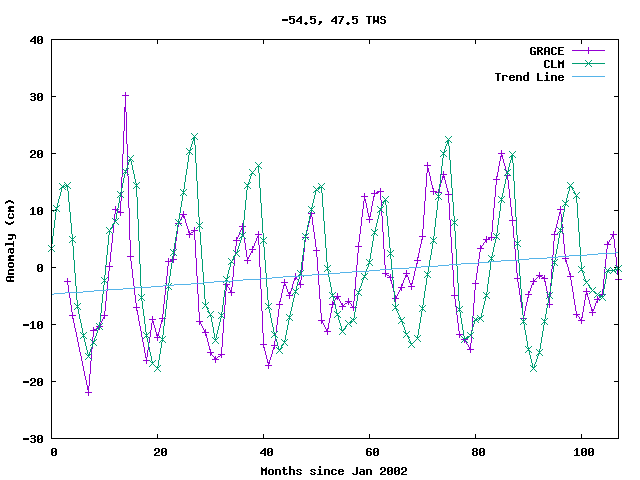 -54.5, 47.5 TWS
GRACE
CLM
Trend Line
Anomaly (cm)
40
30
20
10
0
-10
-20
-30
0 20 40 60 80 100
Months since Jan 2002